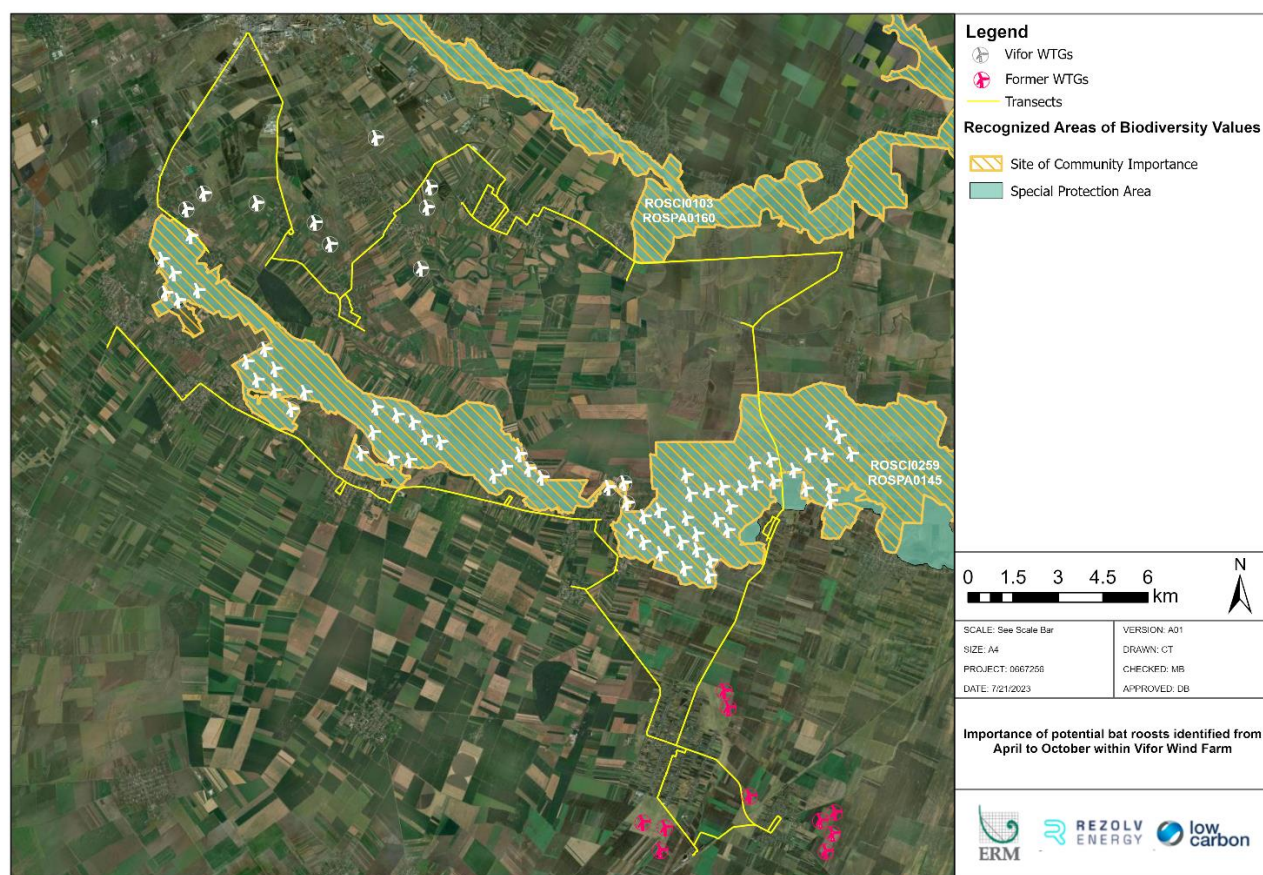 Legend
Vifor WTGs
Former WTGs
Transects
Recognized Areas of Biodiversity Values
Site of Community Importance
Special Protection Area
ROSCI0103
ROSPA0160
ROSCI0259
ROSPA0145
N
0 1.5 3 4.5 6
km
SCALE: See Scale Bar
VERSION: A01
SIZE: A4
DRAWN: CT
PROJECT: 0667256
CHECKED: MB
DATE: 7/21/2023
APPROVED: DB
Importance of potential bat roosts identified from
April to October within Vifor Wind Farm
ERM
REZOLV
ENERGY
low
carbon